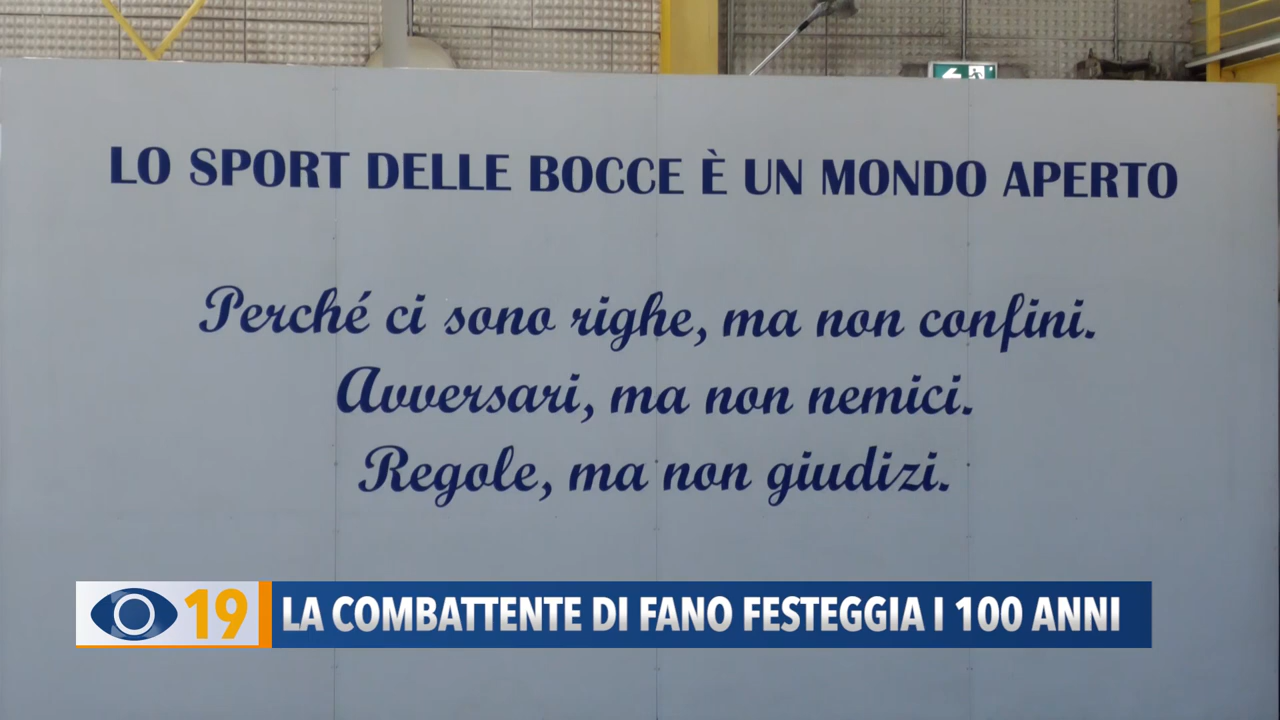 LO SPORT DELLE BOCCE È UN MONDO APERTO
Perché ci sono righe, ma non confini.
Avversari, ma non nemici.
Regole, ma non giudizi.
19
LA COMBATTENTE DI FANO FESTEGGIA I 100 ANNI